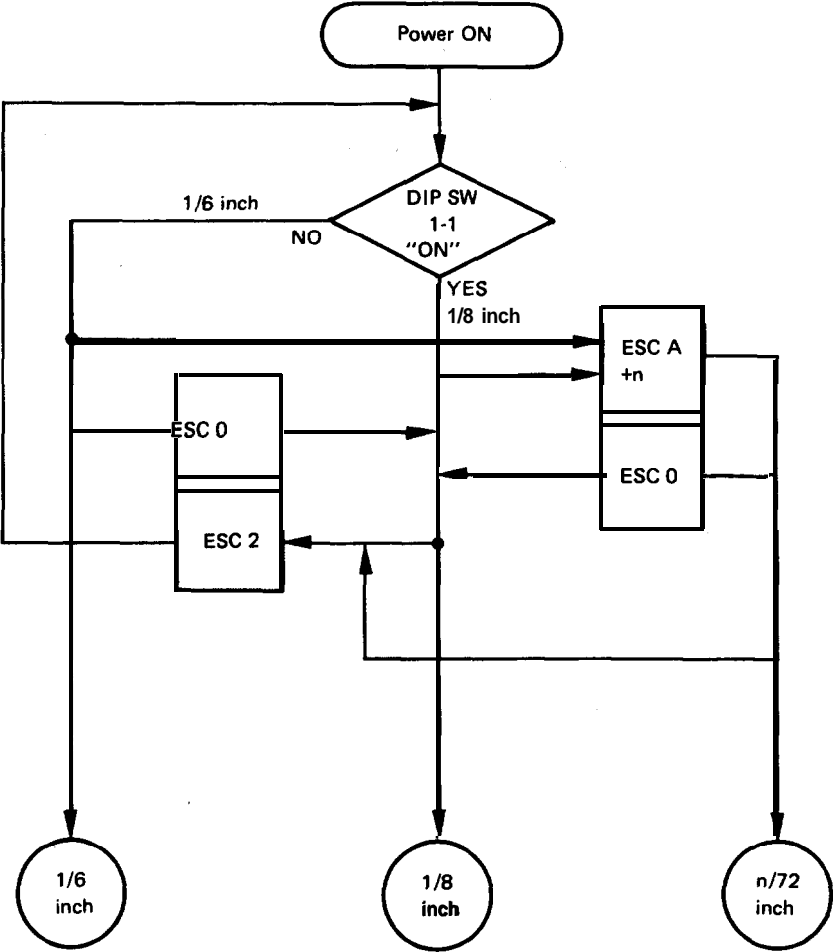 Power ON
DIP SW
1-1
"ON"
1/6 inch
NO
YES
1/8 inch
ESC A
+n
ESC 0
ESC 0
ESC 2
1/6
inch
1/8
inch
n/72
inch